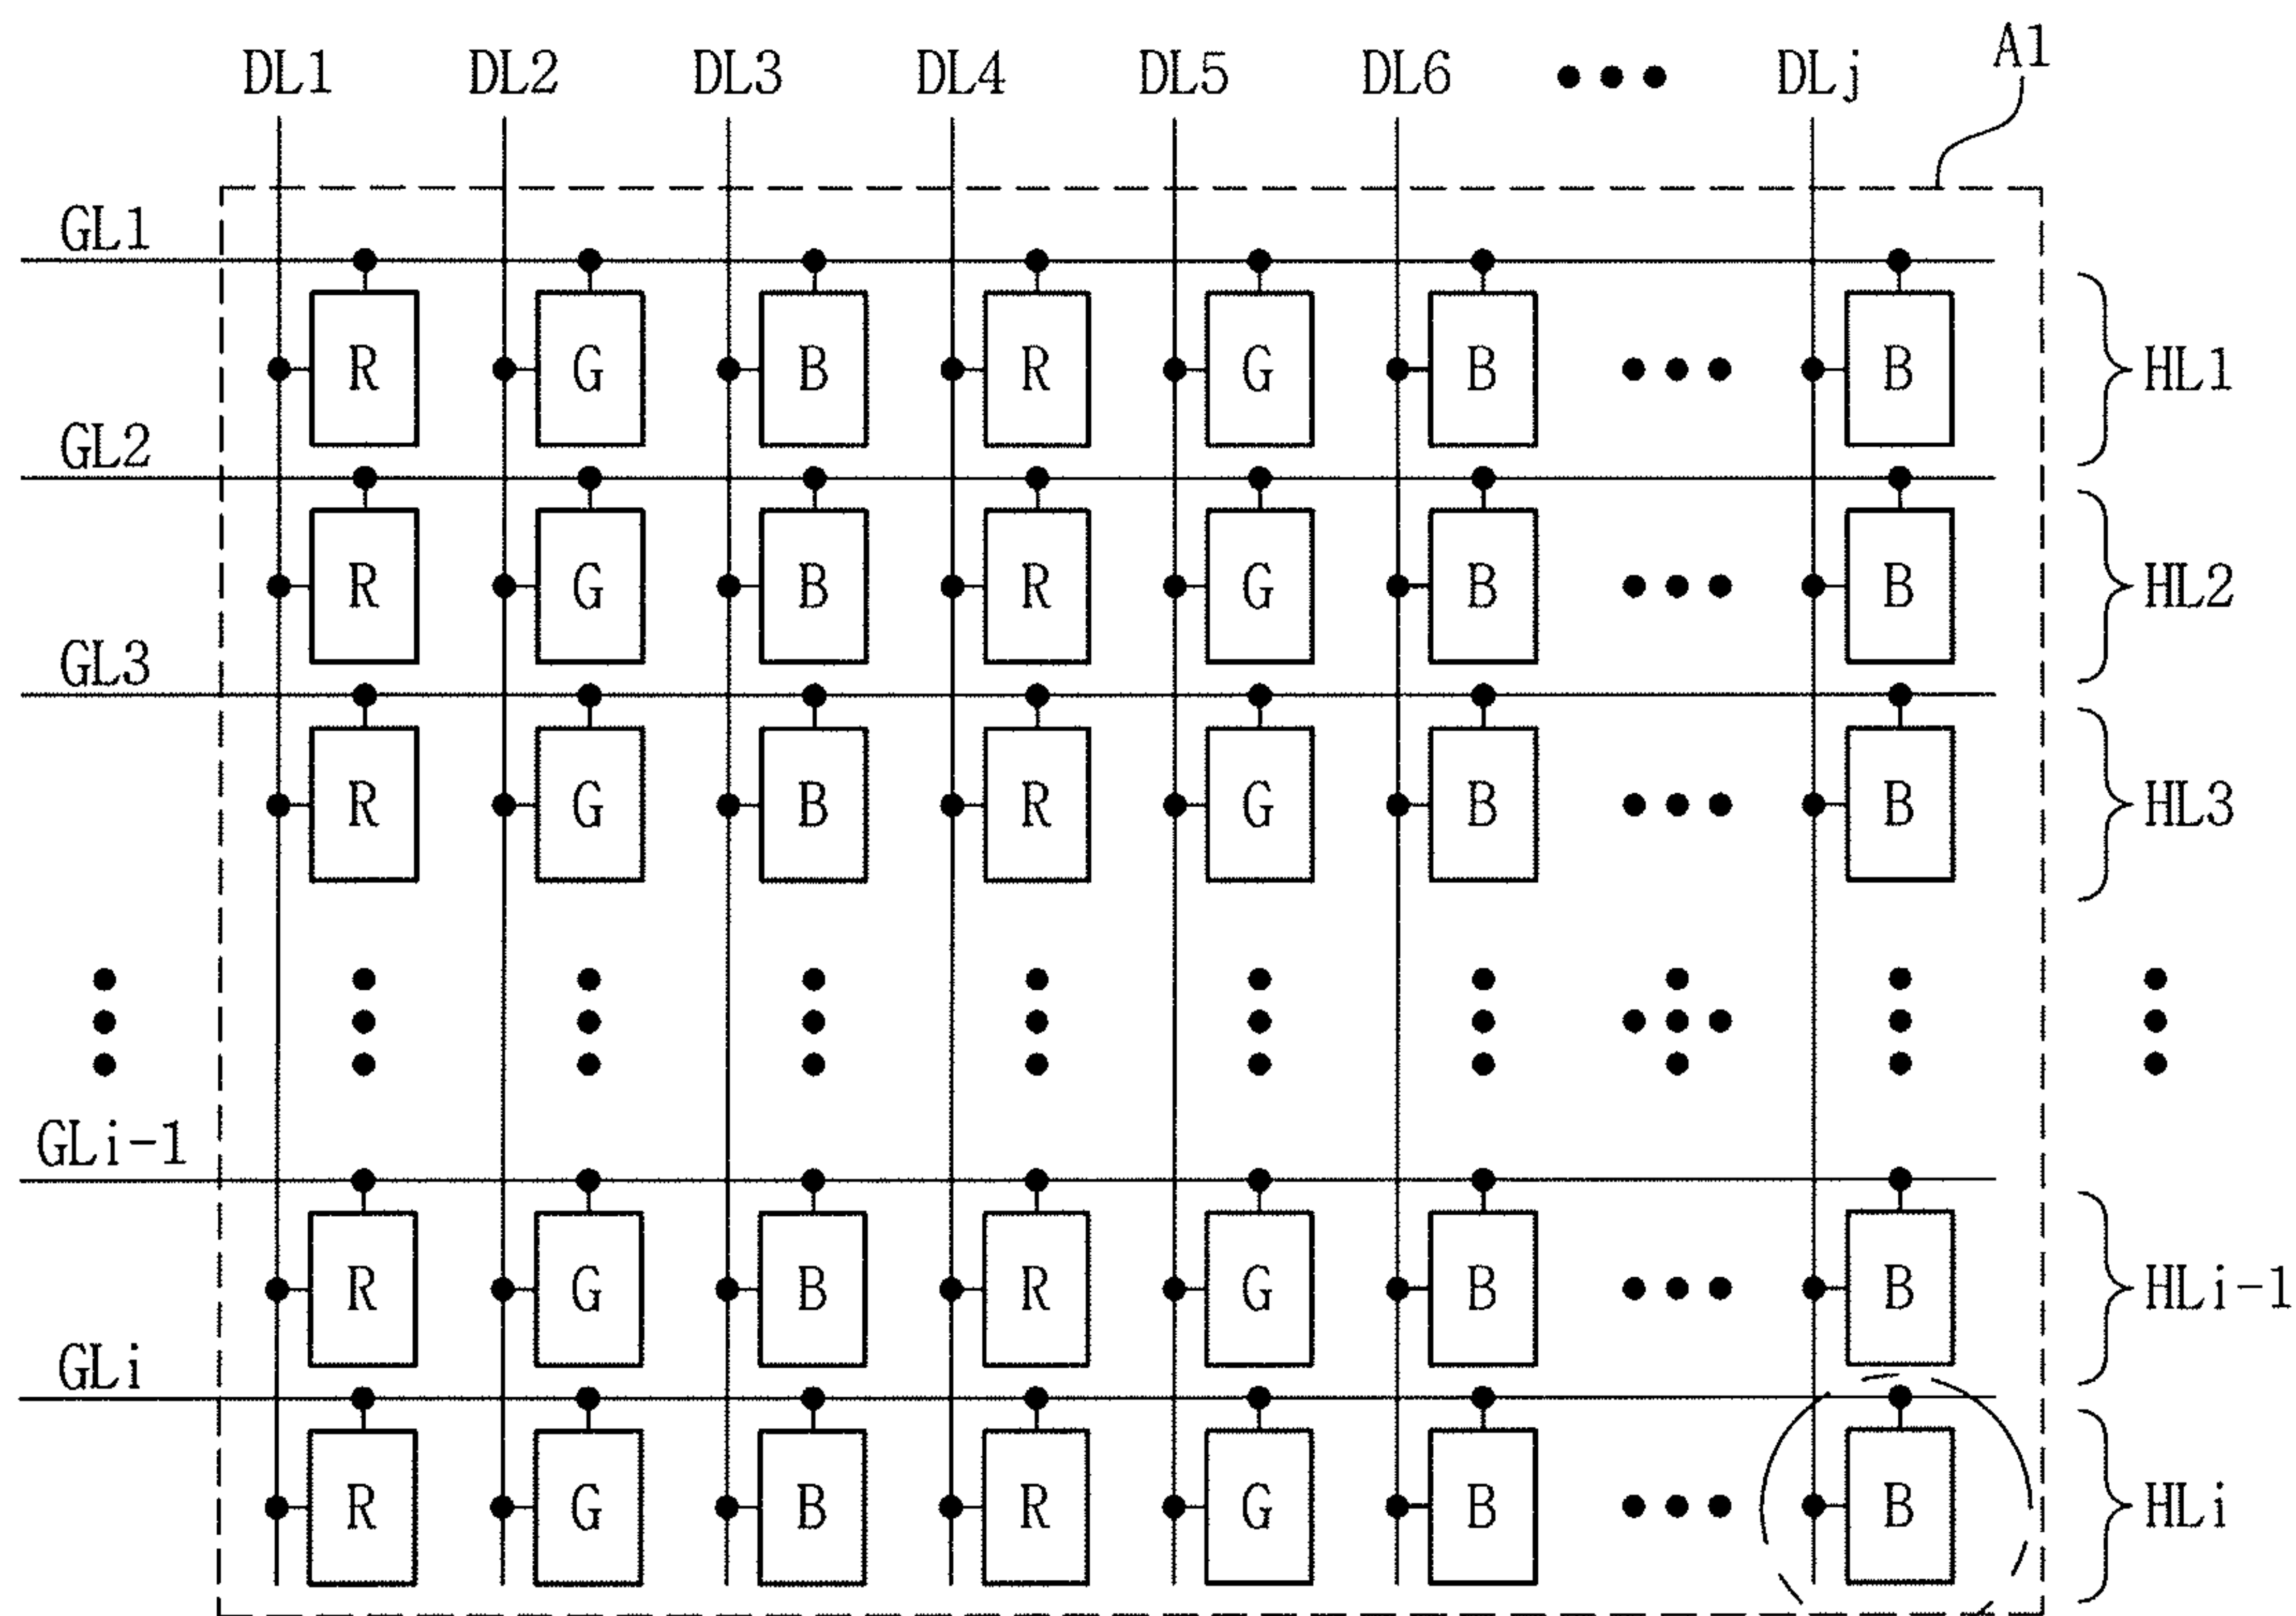 A1
DL1 DL2 DL3 DL4 DL5 DL6 ••• DLj
GL1
R G B R G B ••• B HL1
GL2
R G B R G B ••• B HL2
GL3
R G B R G B ••• B HL3
GLi-1
R G B R G B ••• B HLi-1
GLi
R G B R G B ••• B HLi